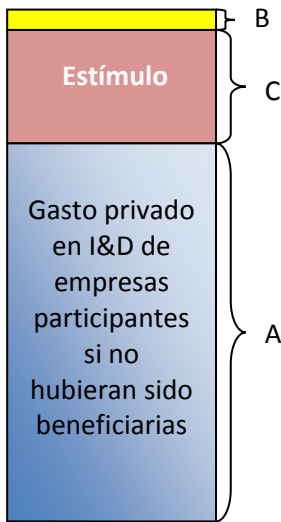 B
Estímulo
C
Gasto privado
en I&D de
empresas
participantes
si no
hubieran sido
beneficiarias
A